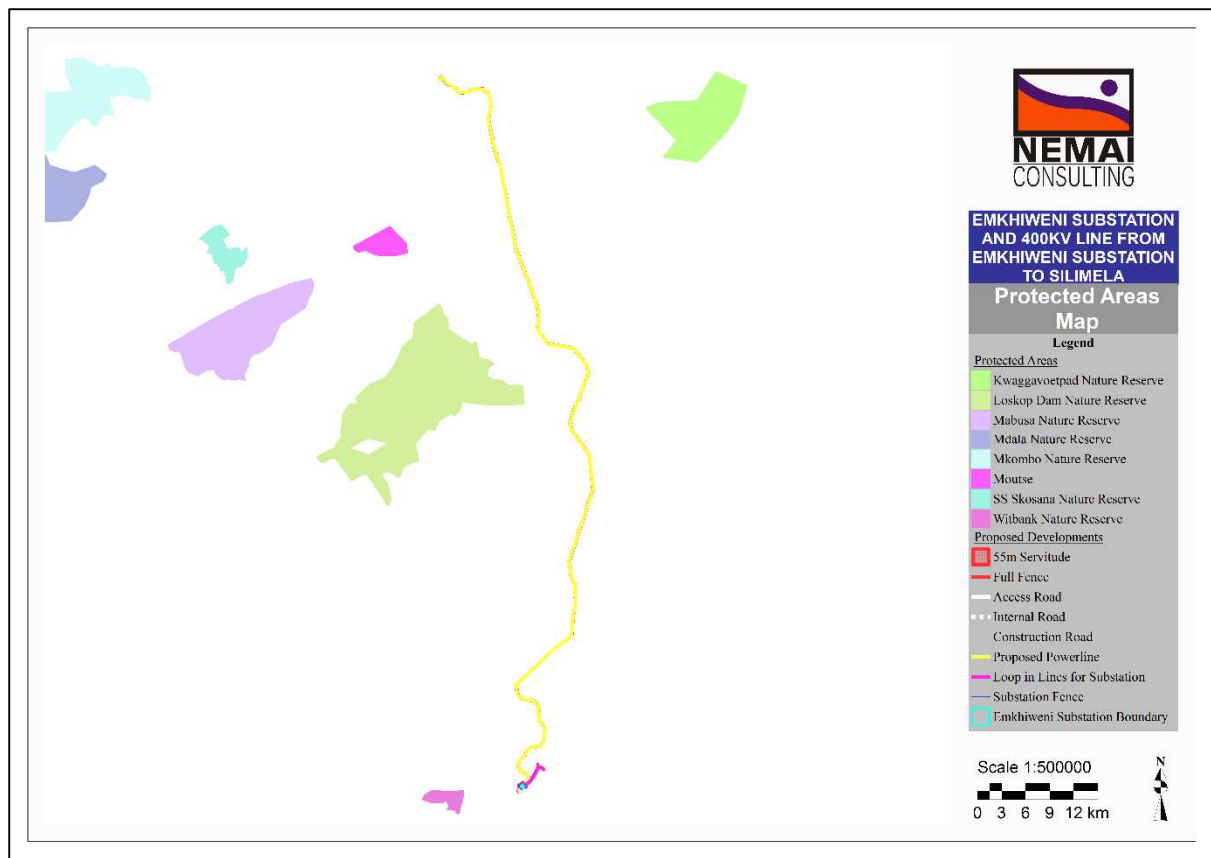 NEMAI
CONSULTING
EMKHIWENI SUBSTATION
AND 400KV LINE FROM
EMKHIWENI SUBSTATION
TO SILIMELA
Protected Areas
Map
Legend
Protected Areas
Kwaggavoetpad Nature Reserve
Loskop Dam Nature Reserve
Mabusa Nature Reserve
Mdala Nature Reserve
Mkombo Nature Reserve
Moutse
SS Skosana Nature Reserve
Witbank Nature Reserve
Proposed Developments
55m Servitude
Full Fence
Access Road
Internal Road
Construction Road
Proposed Powerline
Loop in Lines for Substation
Substation Fence
Emkhiweni Substation Boundary
Scale 1:500000
N
0 3 6 9 12 km